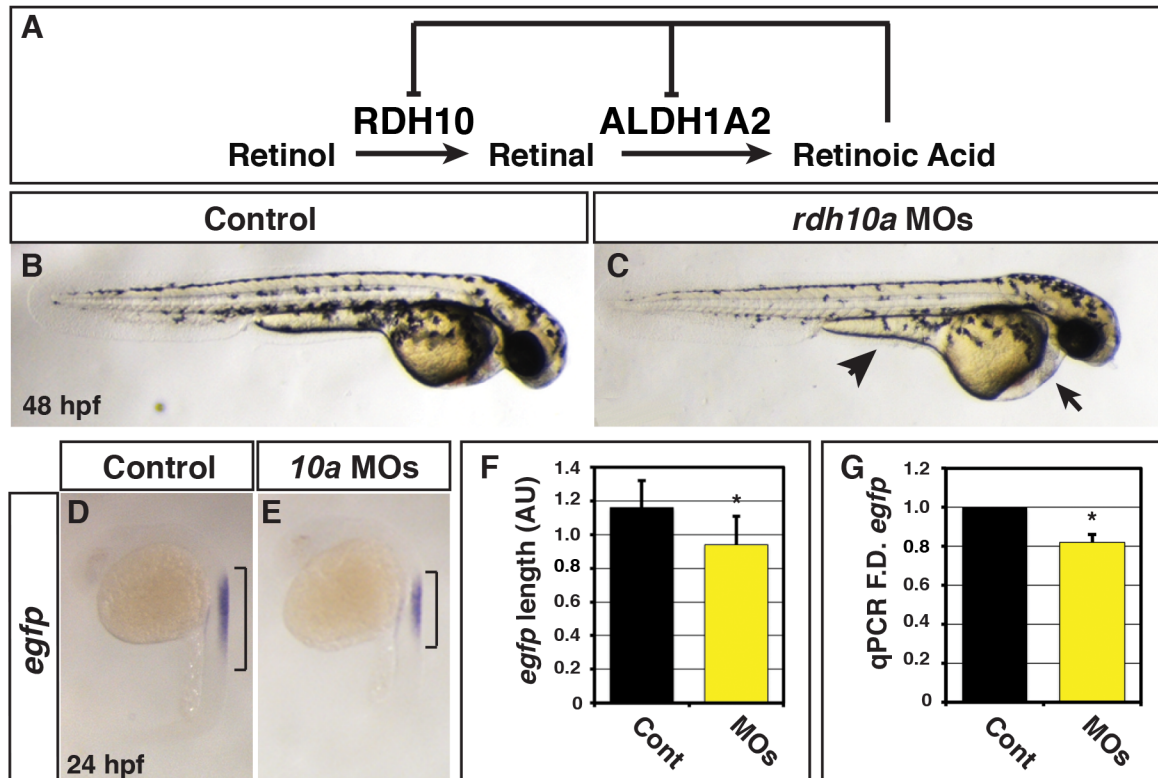 A
RDH10 ALDH1A2
Retinol Retinal Retinoic Acid
Control
rdh10a MOs
B
48 hpf
C
Control
10a MOs
egfp
D
24 hpf
E
F
egfp length (AU)
1.4
1.2
1.0
0.8
0.6
0.4
0.2
0
*
Cont MOs
G
qPCR F.D. egfp
1.2
1.0
0.8
0.6
0.4
0.2
0
*
Cont MOs